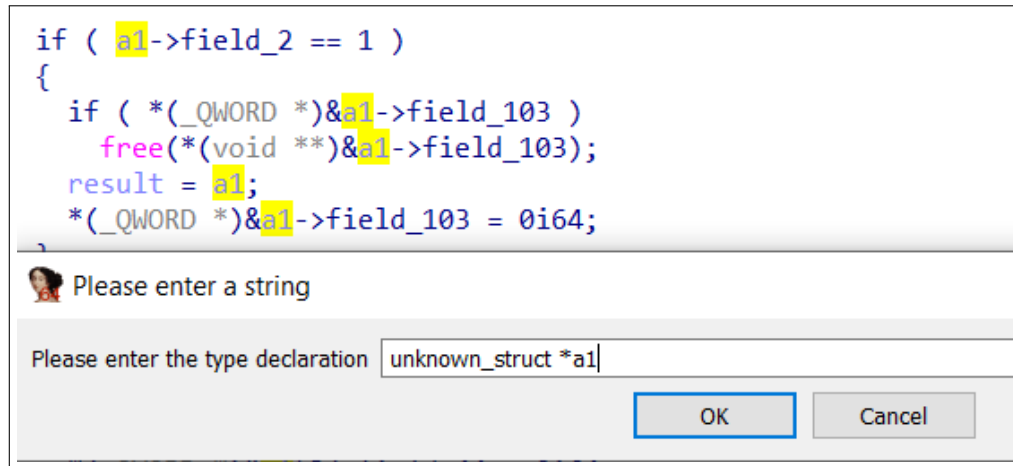 if ( a1->field_2 == 1 )
{
if ( *(_QWORD *)&a1->field_103 )
free(*(void **)&a1->field_103);
result = a1;
*(_QWORD *)&a1->field_103 = 0i64;
}
64
Please enter a string
Please enter the type declaration unknown_struct *a1
OK Cancel